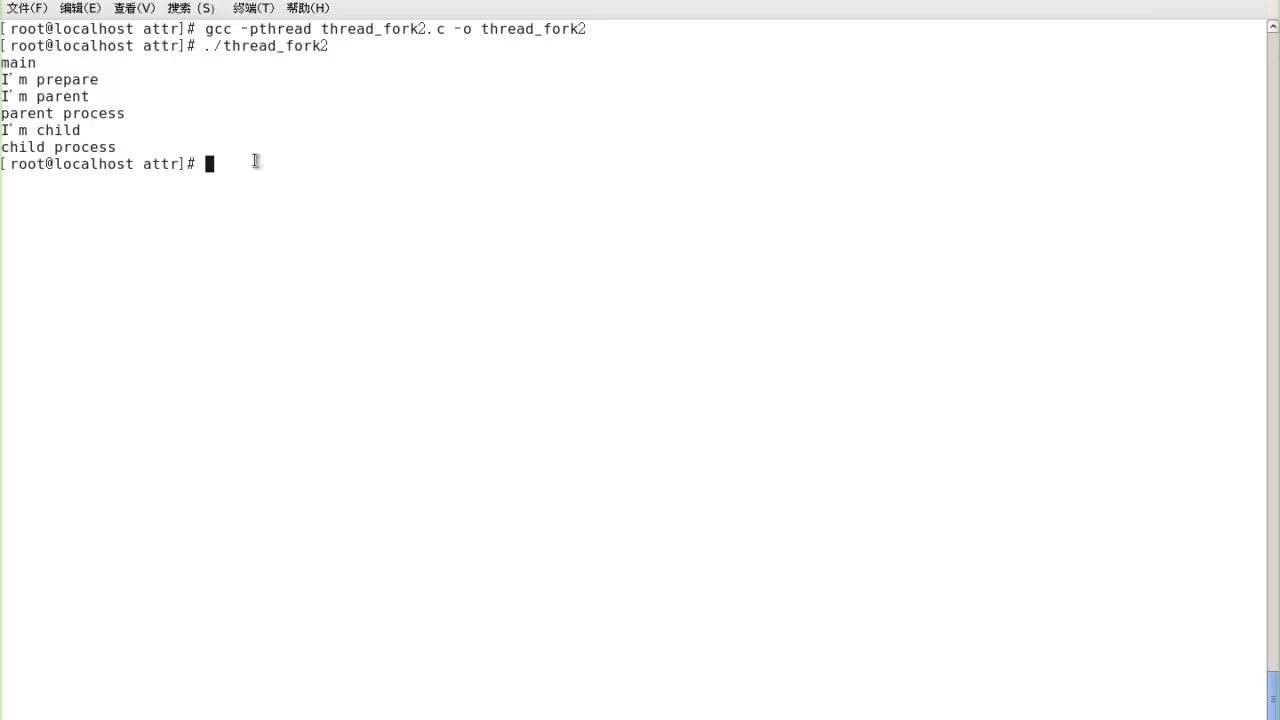 文件(F) 编辑(E) 查看(V) 搜索 (S) 终端(T) 帮助(H)
[root@localhost attr]# gcc -pthread thread_fork2.c -o thread_fork2
[root@localhost attr]# ./thread_fork2
main
I'm prepare
I'm parent
parent process
I'm child
child process
[root@localhost attr]#